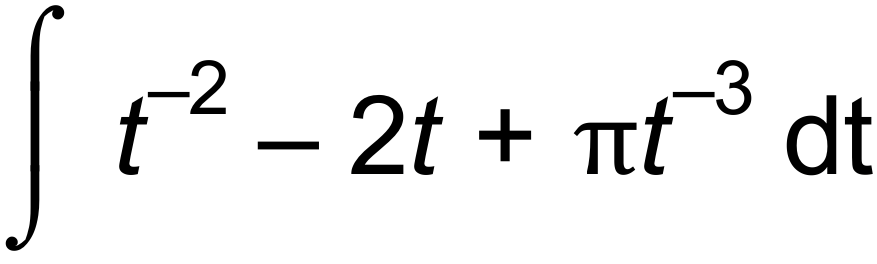 ∫ t⁻² – 2t + πt⁻³ dt